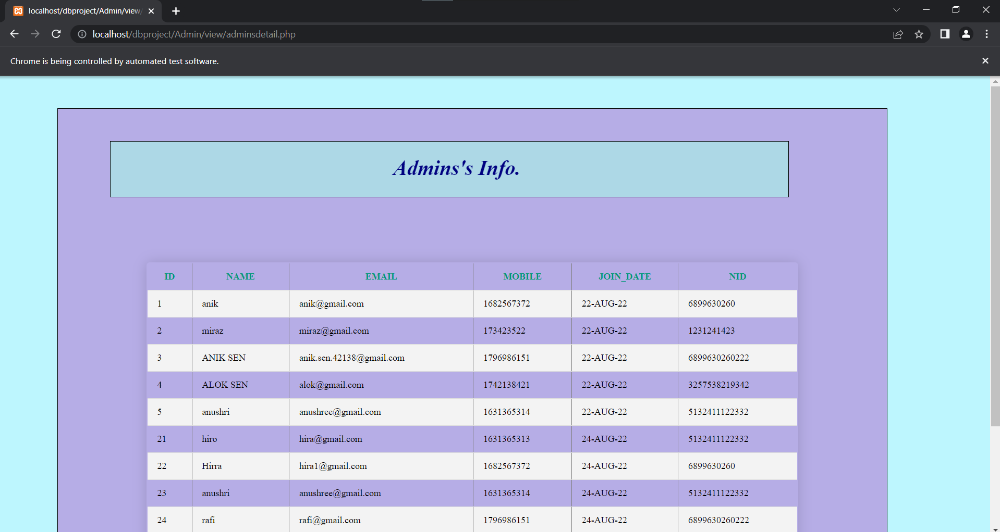 localhost/dbproject/Admin/view/
localhost/dbproject/Admin/view/adminsdetail.php
Chrome is being controlled by automated test software.
Admins's Info.
ID NAME EMAIL MOBILE JOIN_DATE NID
1 anik anik@gmail.com 1682567372 22-AUG-22 6899630260
2 miraz miraz@gmail.com 173423522 22-AUG-22 1231241423
3 ANIK SEN anik.sen.42138@gmail.com 1796986151 22-AUG-22 6899630260222
4 ALOK SEN alok@gmail.com 1742138421 22-AUG-22 3257538219342
5 anushri anushree@gmail.com 1631365314 22-AUG-22 5132411122332
21 hiro hira@gmail.com 1631365313 24-AUG-22 5132411122332
22 Hirra hira1@gmail.com 1682567372 24-AUG-22 6899630260
23 anushri anushree@gmail.com 1631365314 24-AUG-22 5132411122332
24 rafi rafi@gmail.com 1796986151 24-AUG-22 6899630260222